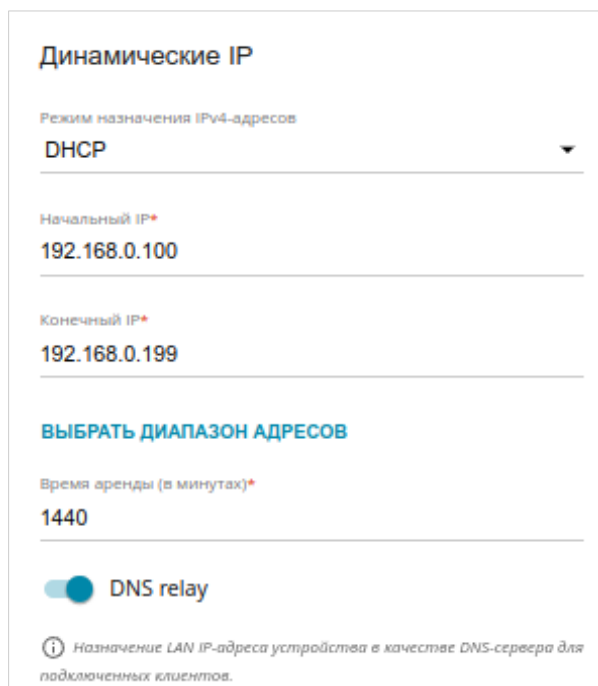 Динамические IP
Режим назначения IPv4-адресов
DHCP
Начальный IP*
192.168.0.100
Конечный IP*
192.168.0.199
ВЫБРАТЬ ДИАПАЗОН АДРЕСОВ
Время аренды (в минутах)*
1440
DNS relay
Назначение LAN IP-адреса устройства в качестве DNS-сервера для
подключенных клиентов.